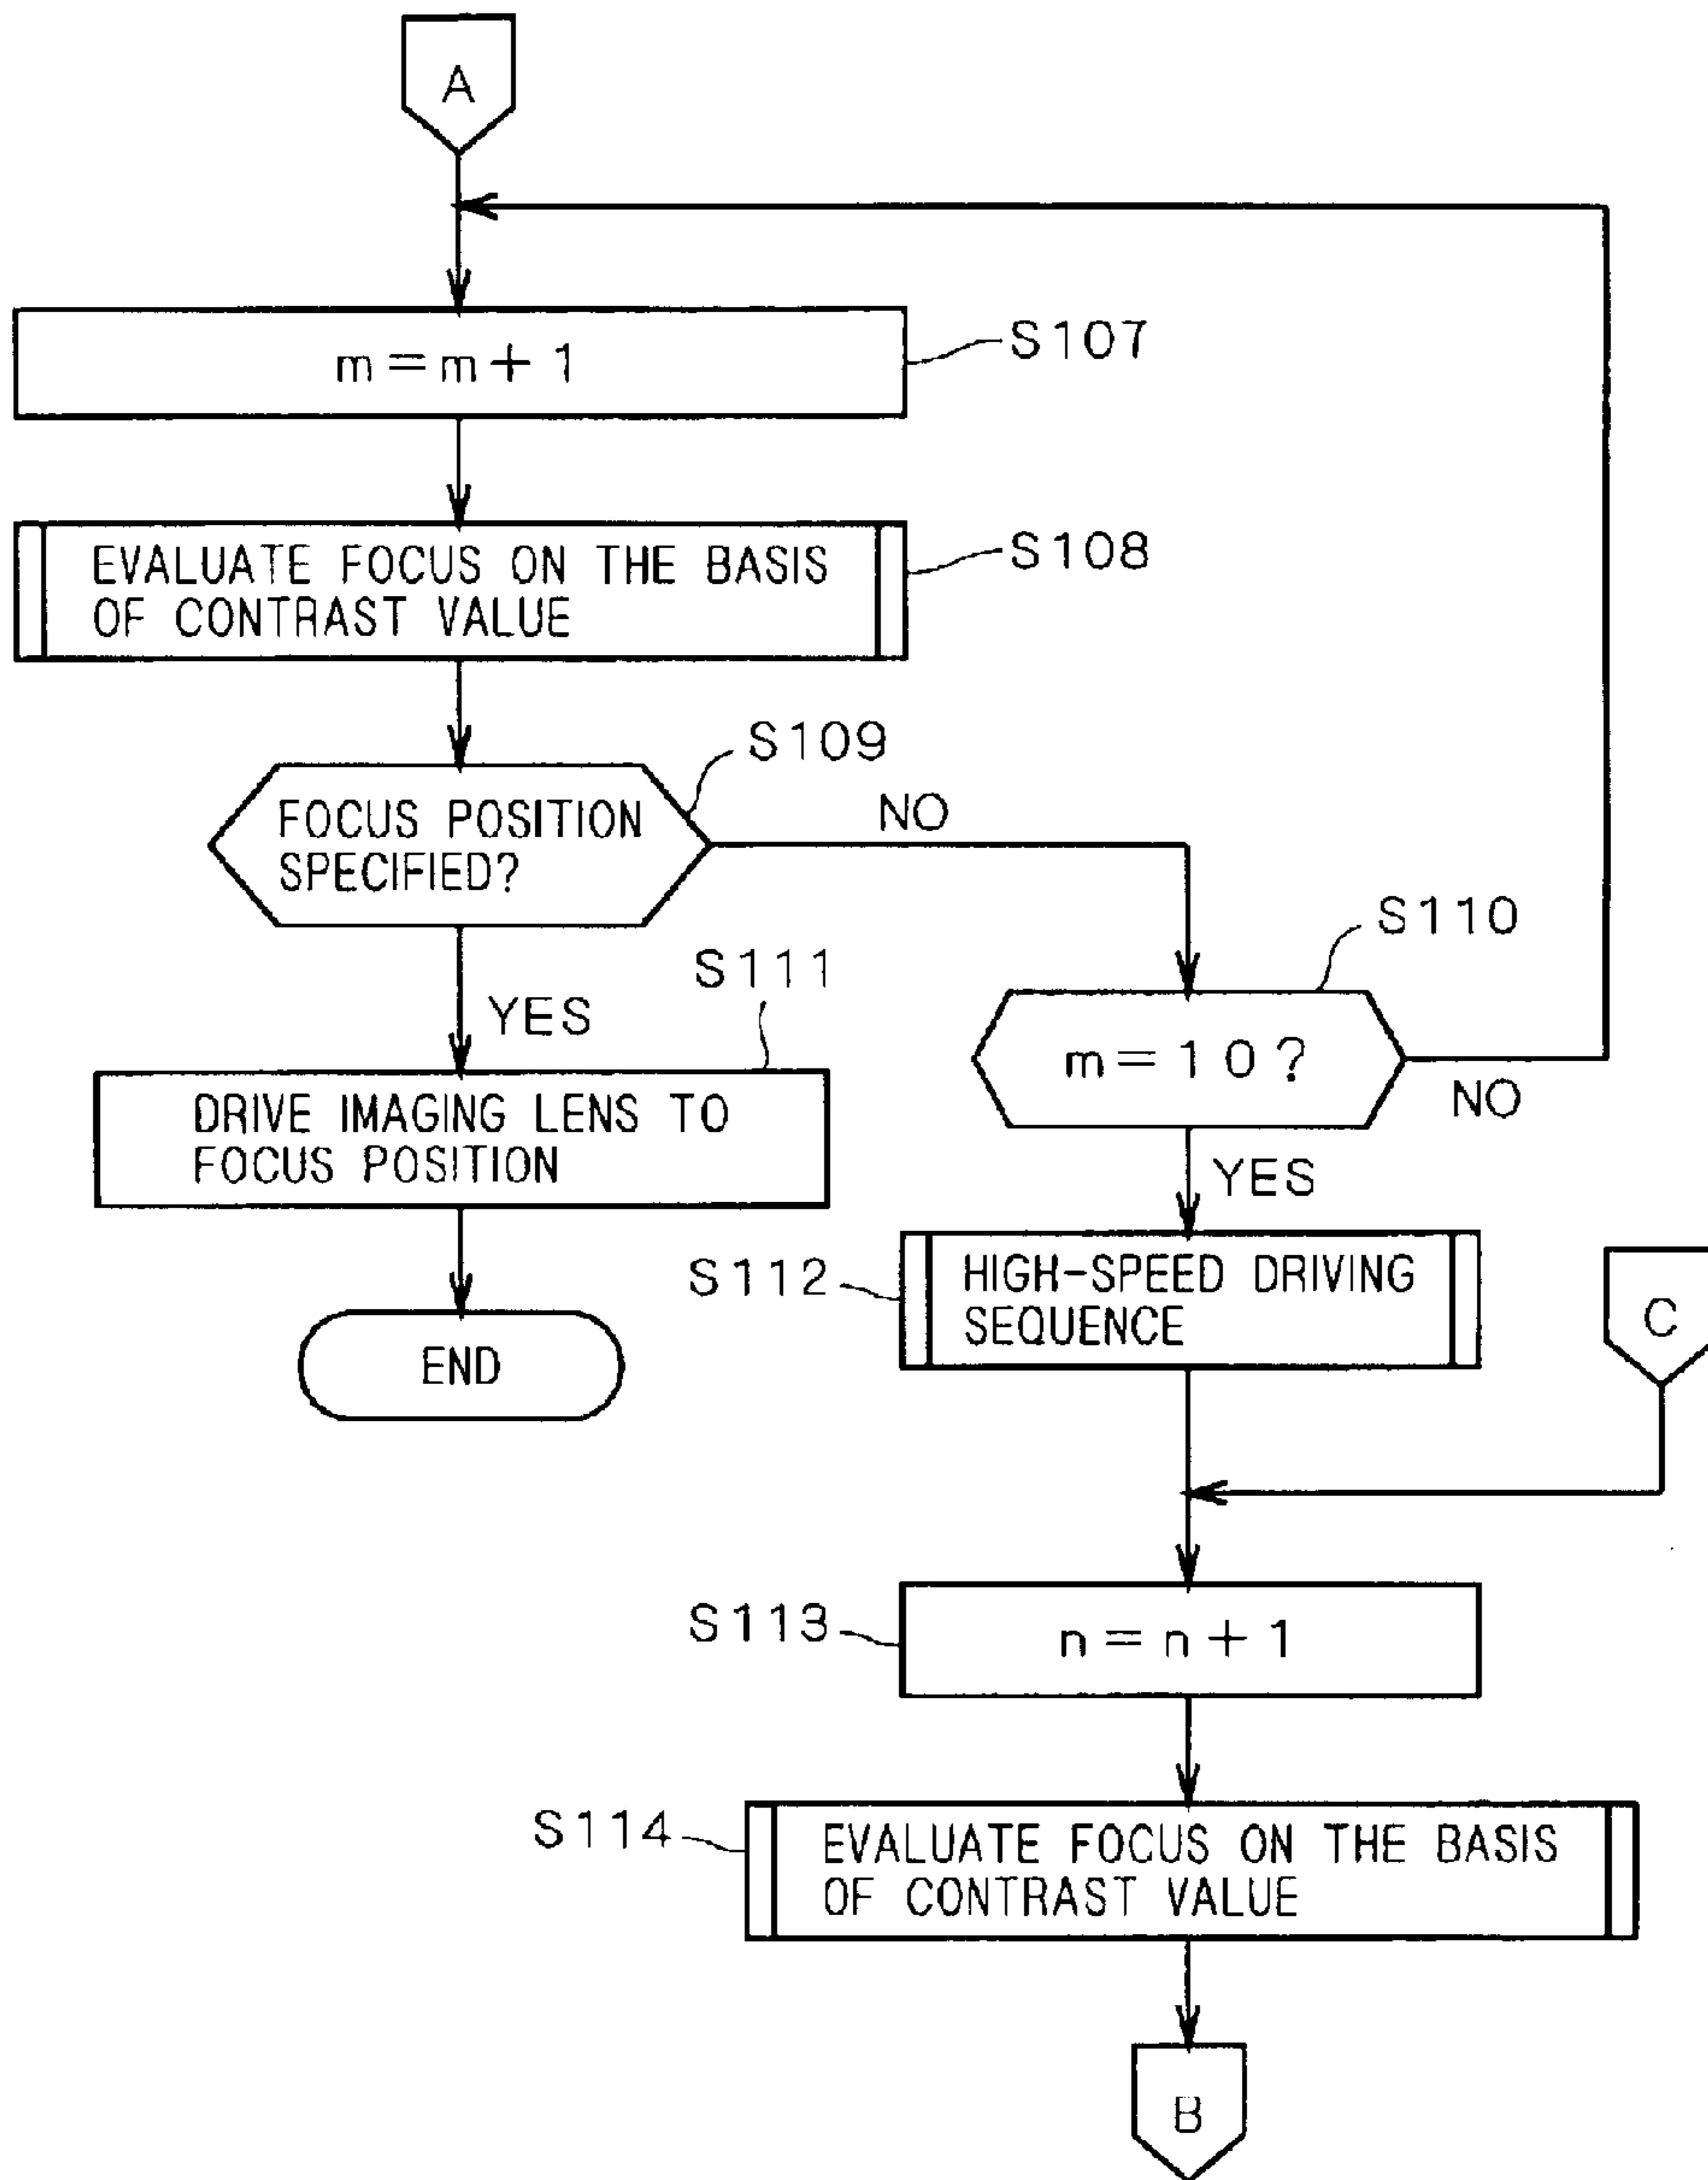 A
m=m+1
S107
EVALUATE FOCUS ON THE BASIS
OF CONTRAST VALUE
S108
S109
FOCUS POSITION
SPECIFIED?
NO
YES
S110
m=10?
NO
YES
S111
DRIVE IMAGING LENS TO
FOCUS POSITION
END
S112
HIGH-SPEED DRIVING
SEQUENCE
C
S113
n=n+1
S114
EVALUATE FOCUS ON THE BASIS
OF CONTRAST VALUE
B